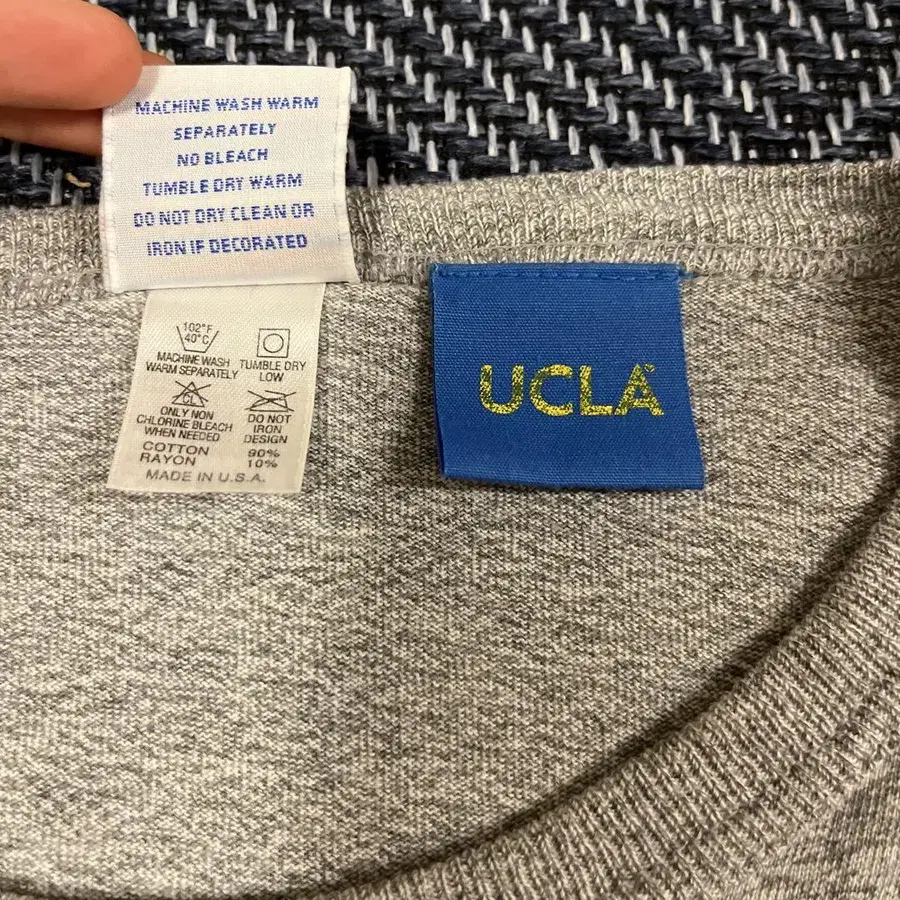 MACHINE WASH WARM
SEPARATELY
NO BLEACH
TUMBLE DRY WARM
DO NOT DRY CLEAN OR
IRON IF DECORATED
102°F
40°C
MACHINE WASH
WARM SEPARATELY
TUMBLE DRY
LOW
CL
ONLY NON
CHLORINE BLEACH
WHEN NEEDED
DO NOT
IRON
DESIGN
COTTON 90%
RAYON 10%
MADE IN U.S.A.
UCLA